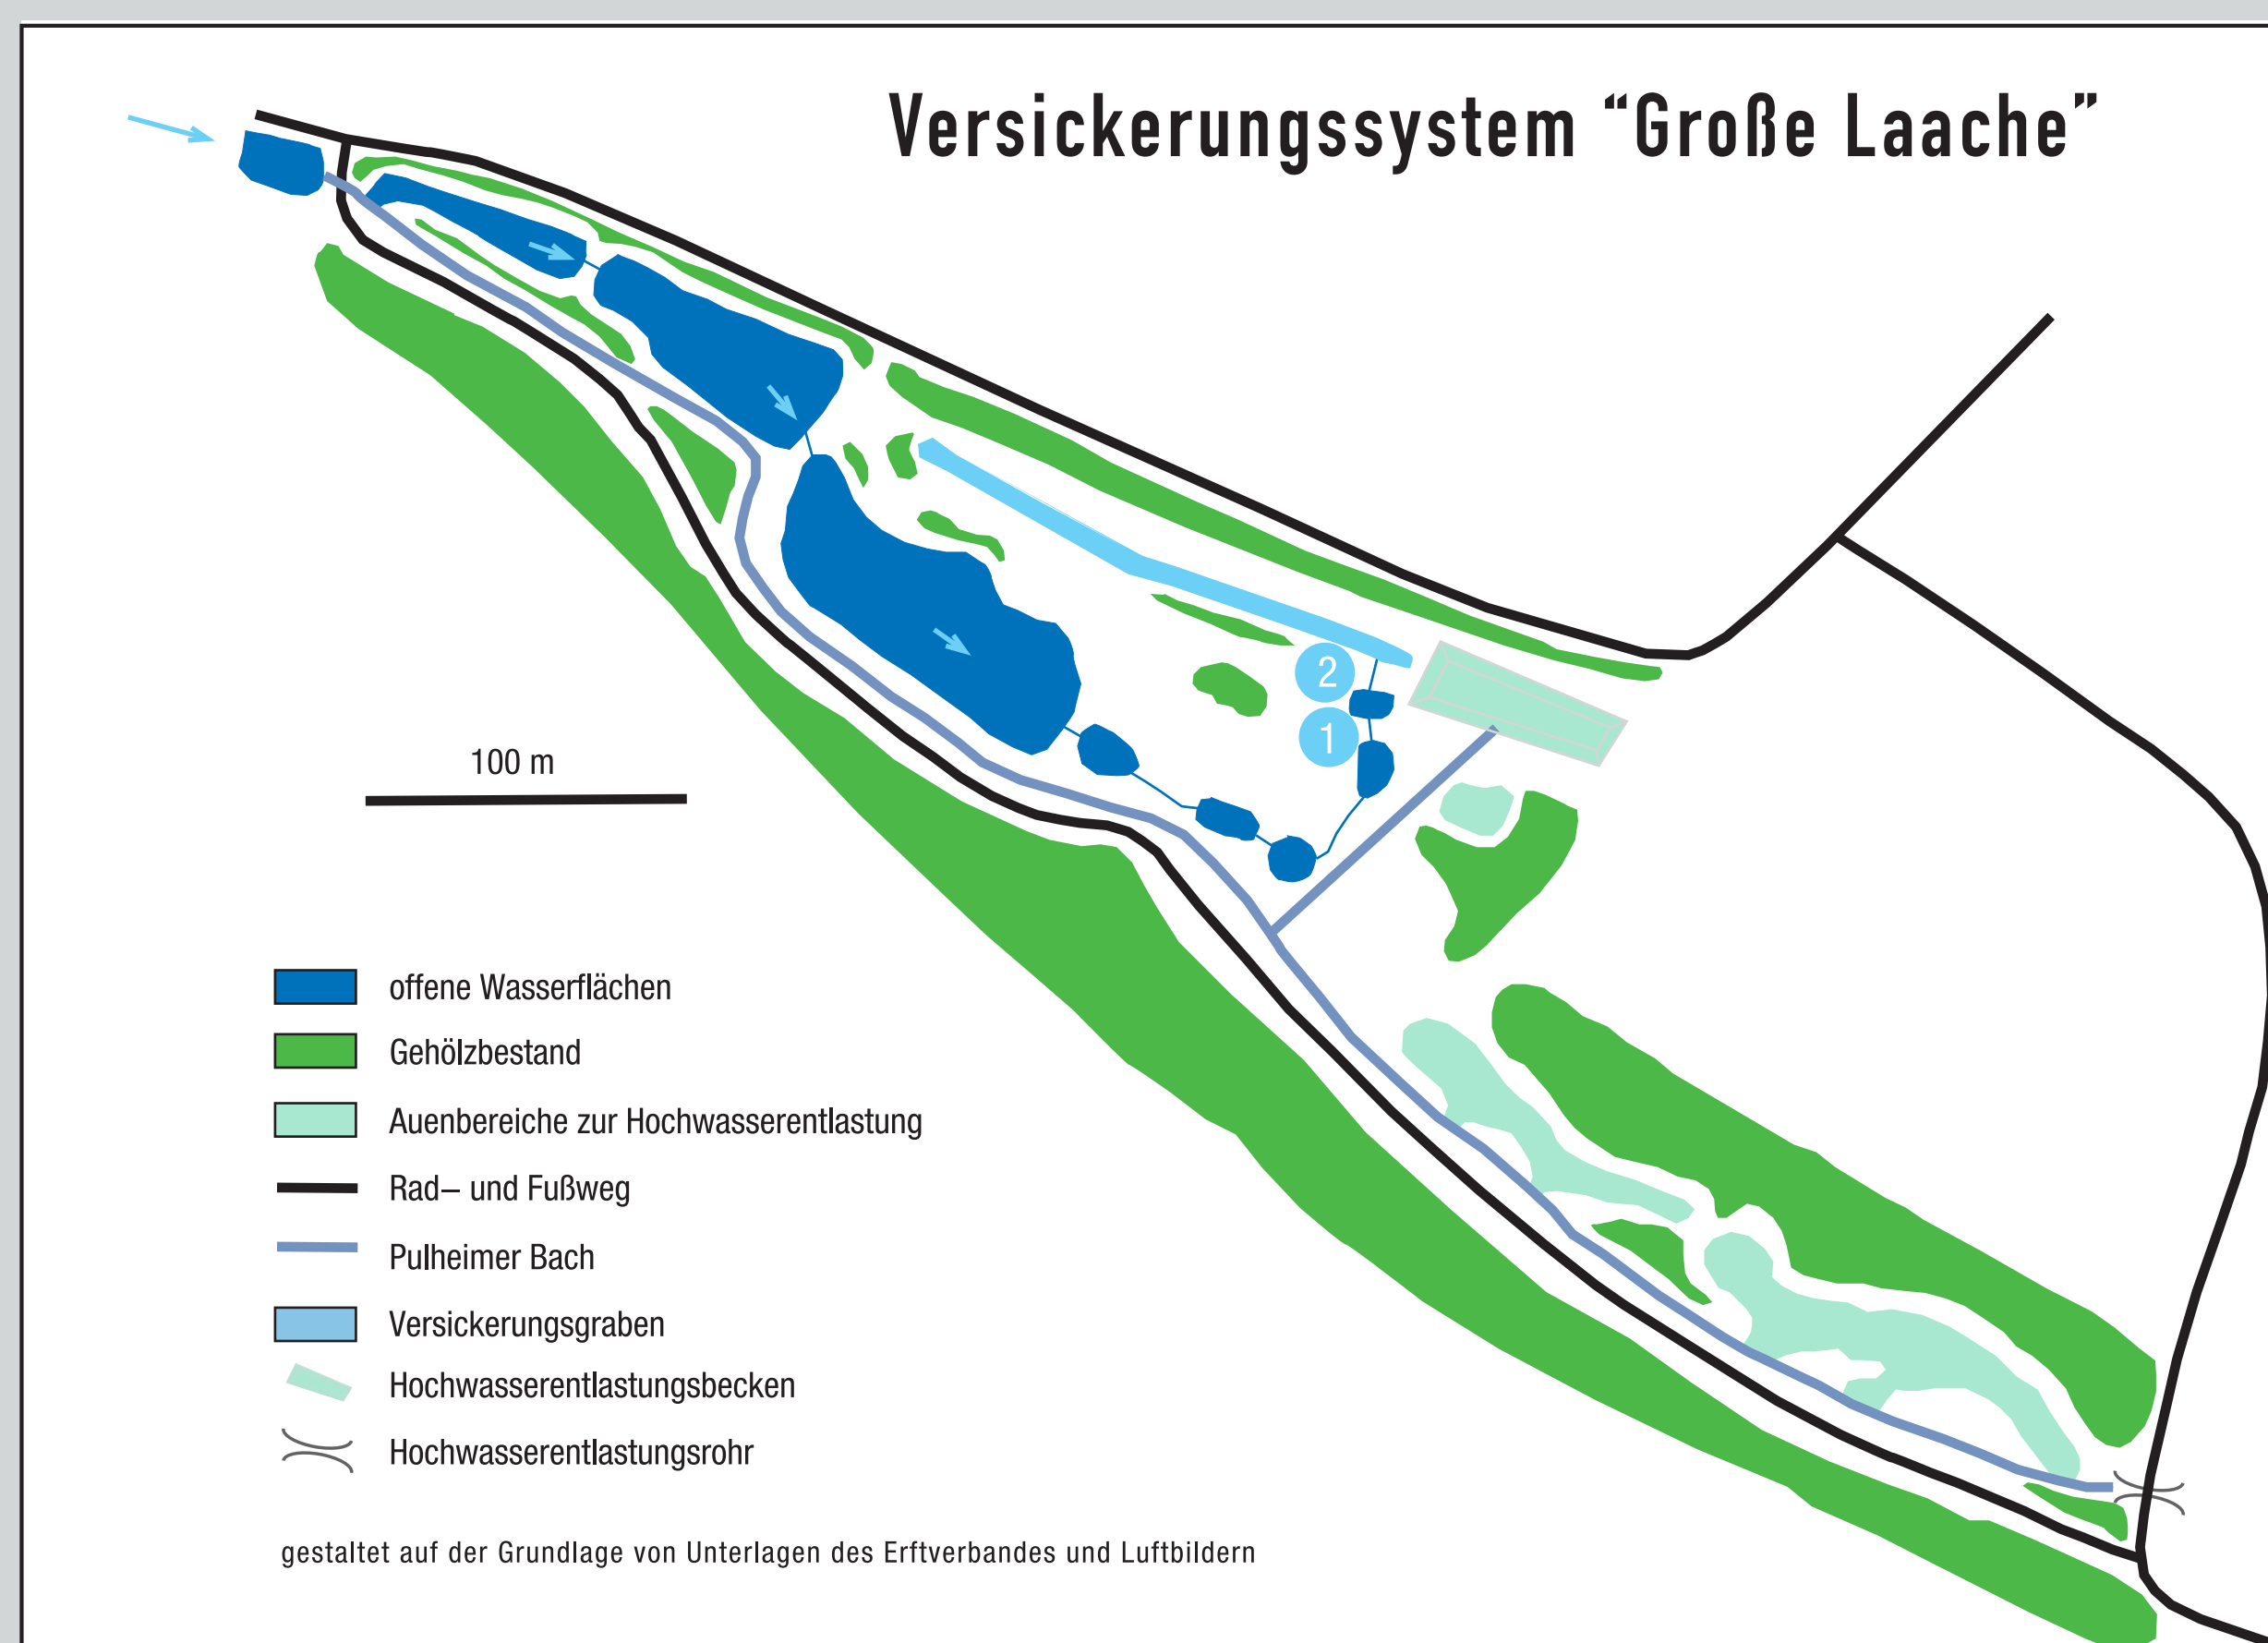 Versickerungssystem “Große Laache”
2
1
100 m
offene Wasserflächen
Gehölzbestand
Auenbereiche zur Hochwasserentlastung
Rad– und Fußweg
Pulheimer Bach
Versickerungsgraben
Hochwasserentlastungsbecken
Hochwasserentlastungsrohr
gestaltet auf der Grundlage von Unterlagen des Erftverbandes und Luftbildern